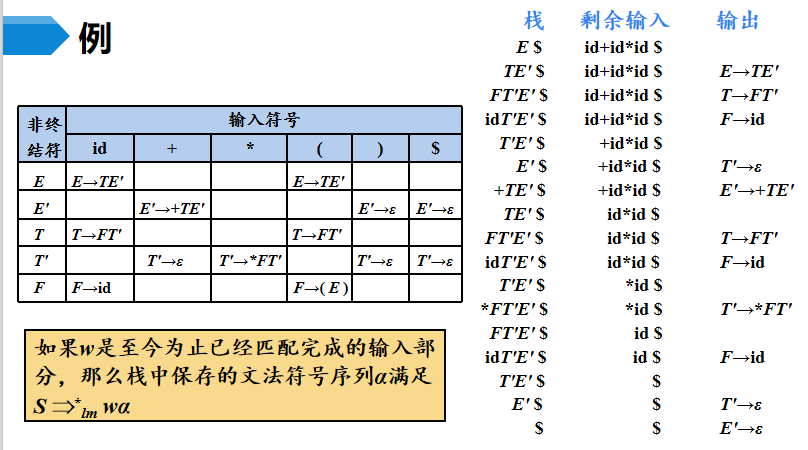 例
非终结符 输入符号
id + * ( ) $
E E→TE' E→TE'
E' E'→+TE' E'→ε E'→ε
T T→FT' T→FT'
T' T'→ε T'→*FT' T'→ε T'→ε
F F→id F→( E )
如果w是至今为止已经匹配完成的输入部
分，那么栈中保存的文法符号序列α满足
S ⇒*lm wα
栈 剩余输入 输出
E $ id+id*id $
TE' $ id+id*id $ E→TE'
FT'E' $ id+id*id $ T→FT'
idT'E' $ id+id*id $ F→id
T'E' $ +id*id $
E' $ +id*id $ T'→ε
+TE' $ +id*id $ E'→+TE'
TE' $ id*id $
FT'E' $ id*id $ T→FT'
idT'E' $ id*id $ F→id
T'E' $ *id $
*FT'E' $ *id $ T'→*FT'
FT'E' $ id $
idT'E' $ id $ F→id
T'E' $ $
E' $ $ T'→ε
$ $ E'→ε